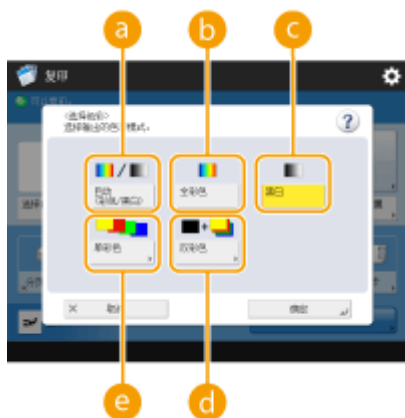 a
b
c
复印
<选择颜色>
选择输出的色彩模式。
?
自动
(彩色/黑白)
全彩色
黑白
单彩色
双彩色
× 取消
确定
e
d